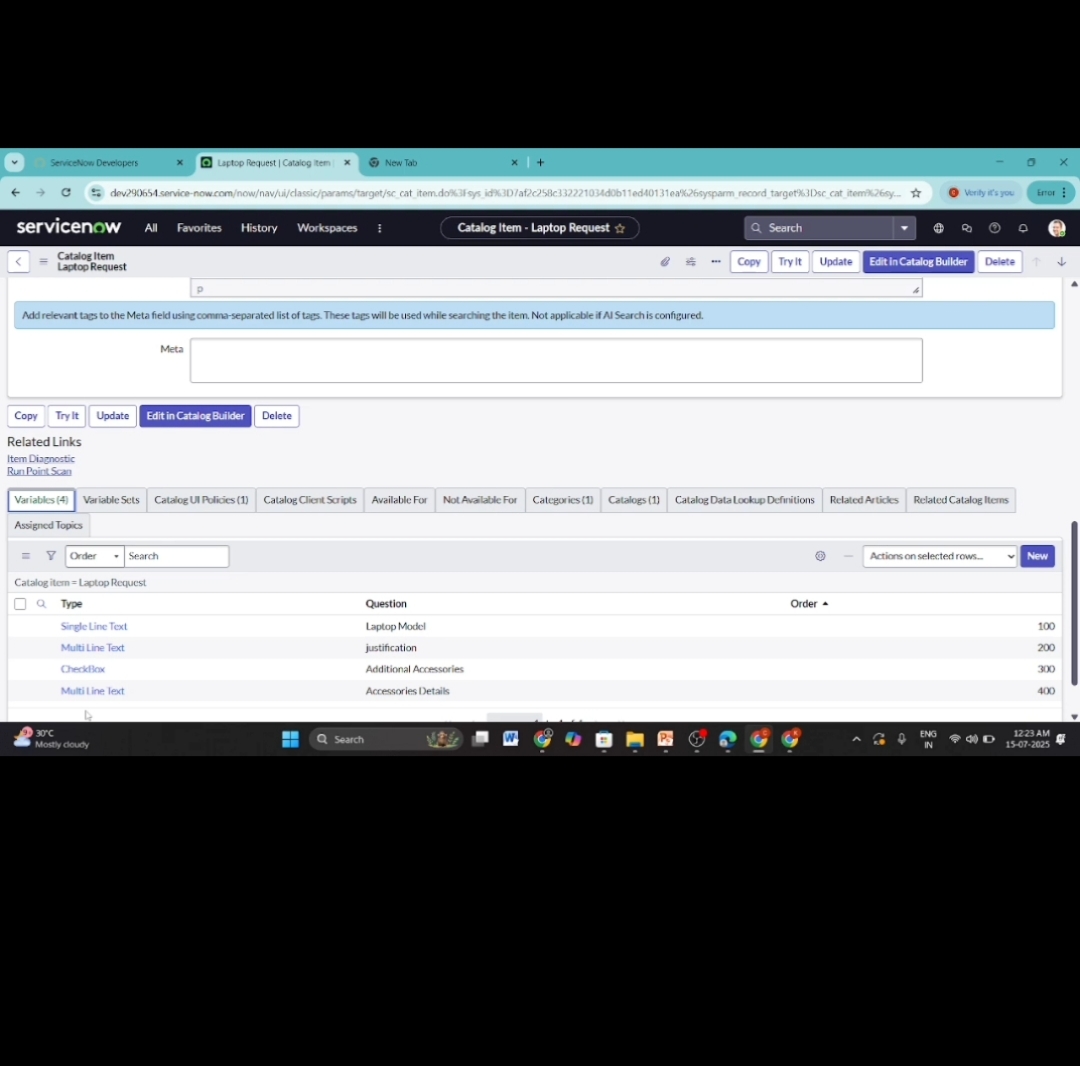 ServiceNow Developers
Laptop Request | Catalog Item
New Tab
dev290654.service-now.com/now/nav/ui/classic/params/target/sc_cat_item.do%3Fsys_id%3D7af2c258c332221034d0b11ed40131ea%26sysparm_record_target%3Dsc_cat_item%26sy...
Verify it's you
Error
servicenow
All
Favorites
History
Workspaces
Catalog Item - Laptop Request
Search
Catalog Item
Laptop Request
Copy
Try It
Update
Edit in Catalog Builder
Delete
p
Add relevant tags to the Meta field using comma-separated list of tags. These tags will be used while searching the item. Not applicable if AI Search is configured.
Meta
Copy
Try It
Update
Edit in Catalog Builder
Delete
Related Links
Item Diagnostic
Run Point Scan
Variables (4)
Variable Sets
Catalog UI Policies (1)
Catalog Client Scripts
Available For
Not Available For
Categories (1)
Catalogs (1)
Catalog Data Lookup Definitions
Related Articles
Related Catalog Items
Assigned Topics
Order
Search
Actions on selected rows...
New
Catalog item = Laptop Request
Type Question Order
Single Line Text Laptop Model 100
Multi Line Text justification 200
CheckBox Additional Accessories 300
Multi Line Text Accessories Details 400
30°C
Mostly cloudy
Search
ENG
IN
12:23 AM
15-07-2025